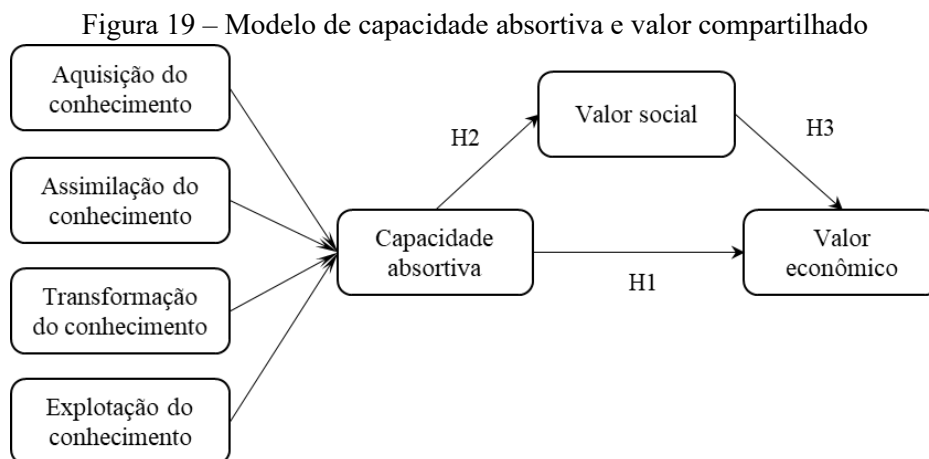 Figura 19 – Modelo de capacidade absortiva e valor compartilhado
Aquisição do
conhecimento
Assimilação do
conhecimento
Transformação
do conhecimento
Explotação do
conhecimento
Capacidade
absortiva
H2
Valor social
H3
H1
Valor
econômico